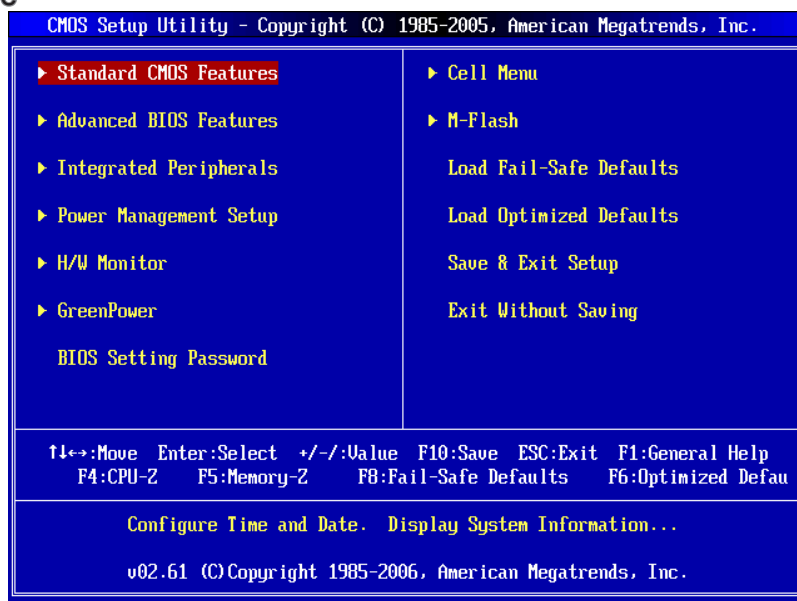 CMOS Setup Utility - Copyright (C) 1985-2005, American Megatrends, Inc.
Standard CMOS Features
Advanced BIOS Features
Integrated Peripherals
Power Management Setup
H/W Monitor
GreenPower
BIOS Setting Password
Cell Menu
M-Flash
Load Fail-Safe Defaults
Load Optimized Defaults
Save & Exit Setup
Exit Without Saving
↑↓←→:Move Enter:Select +/-/:Value F10:Save ESC:Exit F1:General Help
F4:CPU-Z F5:Memory-Z F8:Fail-Safe Defaults F6:Optimized Defau
Configure Time and Date. Display System Information...
v02.61 (C)Copyright 1985-2006, American Megatrends, Inc.